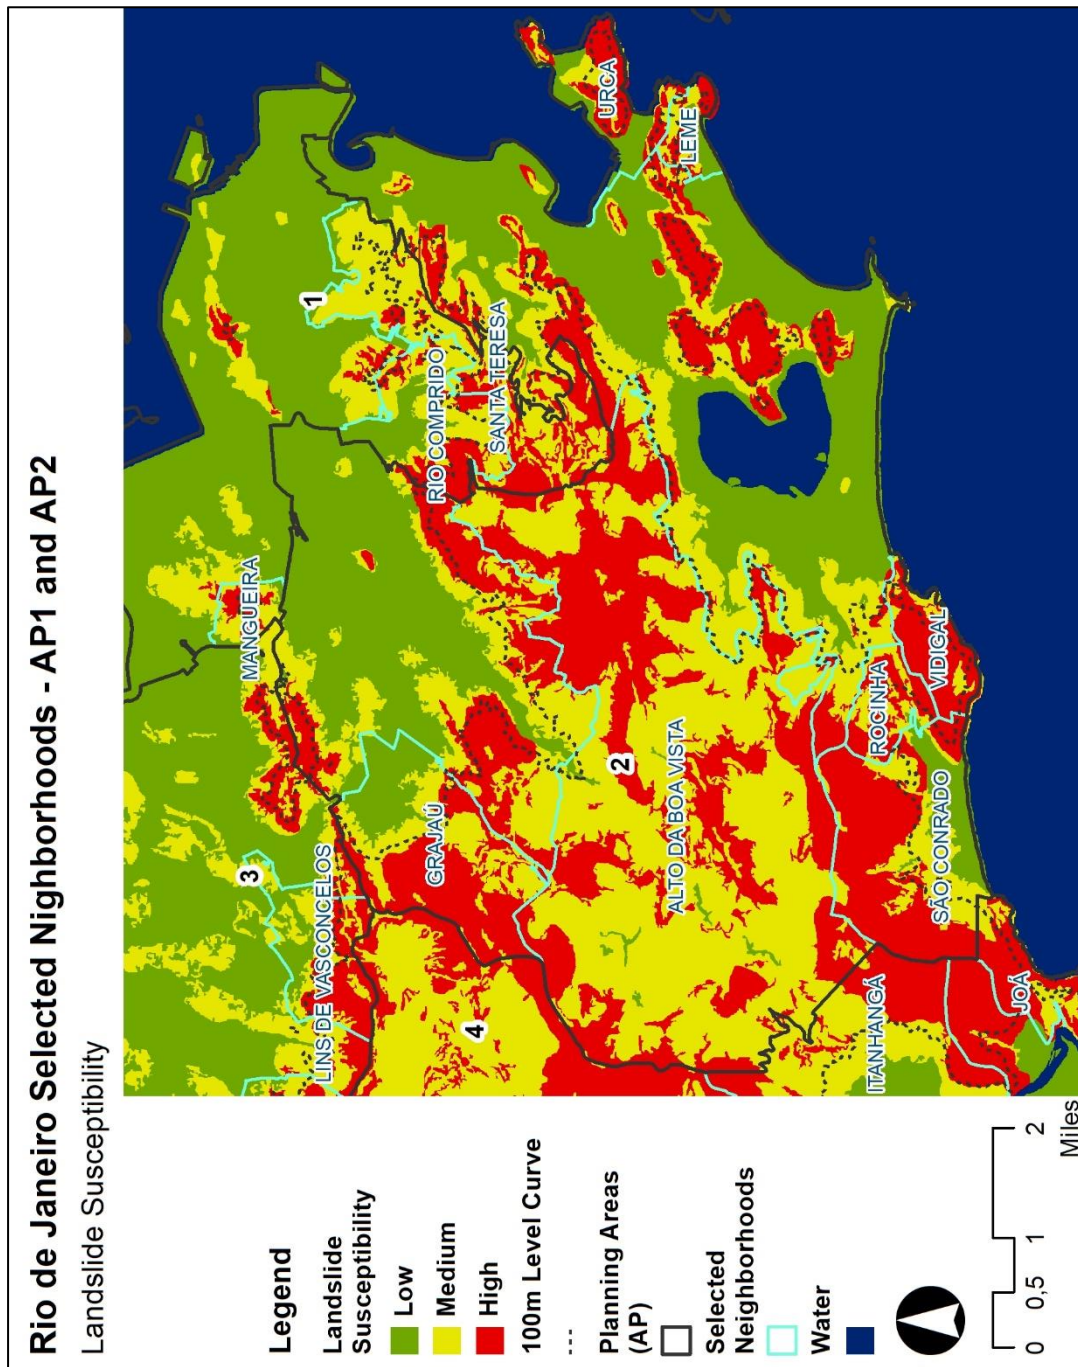 Rio de Janeiro Selected Nighborhoods - AP1 and AP2
Landslide Susceptibility
Legend
Landslide
Susceptibility
Low
Medium
High
100m Level Curve
Planning Areas
(AP)
Selected
Neighborhoods
Water
0 0,5 1 2
Miles
3
LINS DE VASCONCELOS
MANGUEIRA
1
4
GRAJAÚ
RIO COMPRIDO
SANTA TERESA
2
ALTO DA BOA VISTA
URCA
LEME
ITANHANGÁ
ROCINHA
SÃO CONRADO
VIDIGAL
JOÁ